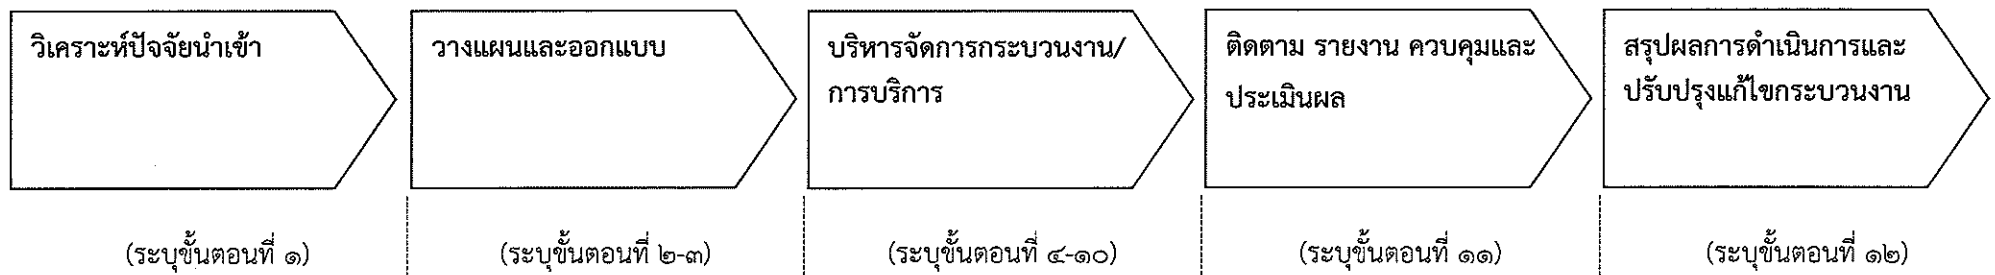 วิเคราะห์ปัจจัยนำเข้า
วางแผนและออกแบบ
บริหารจัดการกระบวนงาน/
การบริการ
ติดตาม รายงาน ควบคุมและ
ประเมินผล
สรุปผลการดำเนินการและ
ปรับปรุงแก้ไขกระบวนงาน
(ระบุขั้นตอนที่ ๑)
(ระบุขั้นตอนที่ ๒-๓)
(ระบุขั้นตอนที่ ๔-๑๐)
(ระบุขั้นตอนที่ ๑๑)
(ระบุขั้นตอนที่ ๑๒)